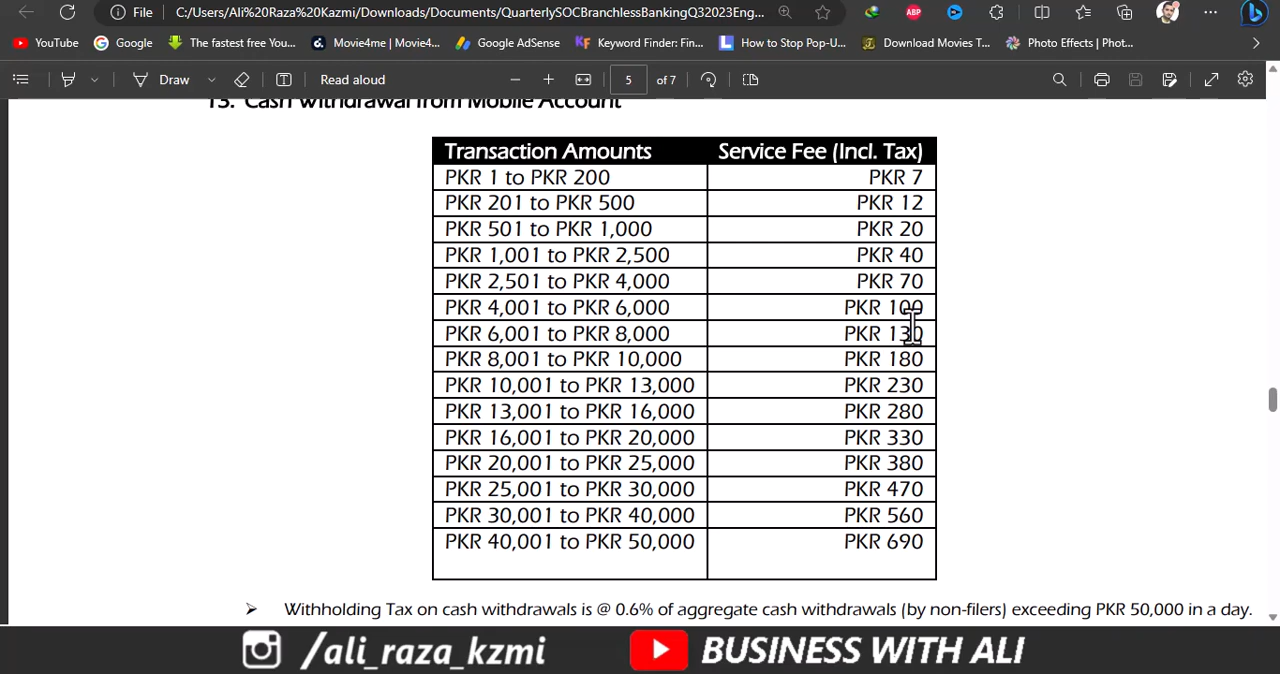 File
C:/Users/Ali%20Raza%20Kazmi/Downloads/Documents/QuarterlySOCBranchlessBankingQ32023Eng...
ABP
YouTube
Google
The fastest free You...
Movie4me | Movie4...
Google AdSense
Keyword Finder: Fin...
How to Stop Pop-U...
Download Movies T...
Photo Effects | Phot...
Draw
Read aloud
5
of 7
13. Cash Withdrawal from Mobile Account
Transaction Amounts Service Fee (Incl. Tax)
PKR 1 to PKR 200 PKR 7
PKR 201 to PKR 500 PKR 12
PKR 501 to PKR 1,000 PKR 20
PKR 1,001 to PKR 2,500 PKR 40
PKR 2,501 to PKR 4,000 PKR 70
PKR 4,001 to PKR 6,000 PKR 100
PKR 6,001 to PKR 8,000 PKR 130
PKR 8,001 to PKR 10,000 PKR 180
PKR 10,001 to PKR 13,000 PKR 230
PKR 13,001 to PKR 16,000 PKR 280
PKR 16,001 to PKR 20,000 PKR 330
PKR 20,001 to PKR 25,000 PKR 380
PKR 25,001 to PKR 30,000 PKR 470
PKR 30,001 to PKR 40,000 PKR 560
PKR 40,001 to PKR 50,000 PKR 690
Withholding Tax on cash withdrawals is @ 0.6% of aggregate cash withdrawals (by non-filers) exceeding PKR 50,000 in a day.
/ali_raza_kzmi
BUSINESS WITH ALI